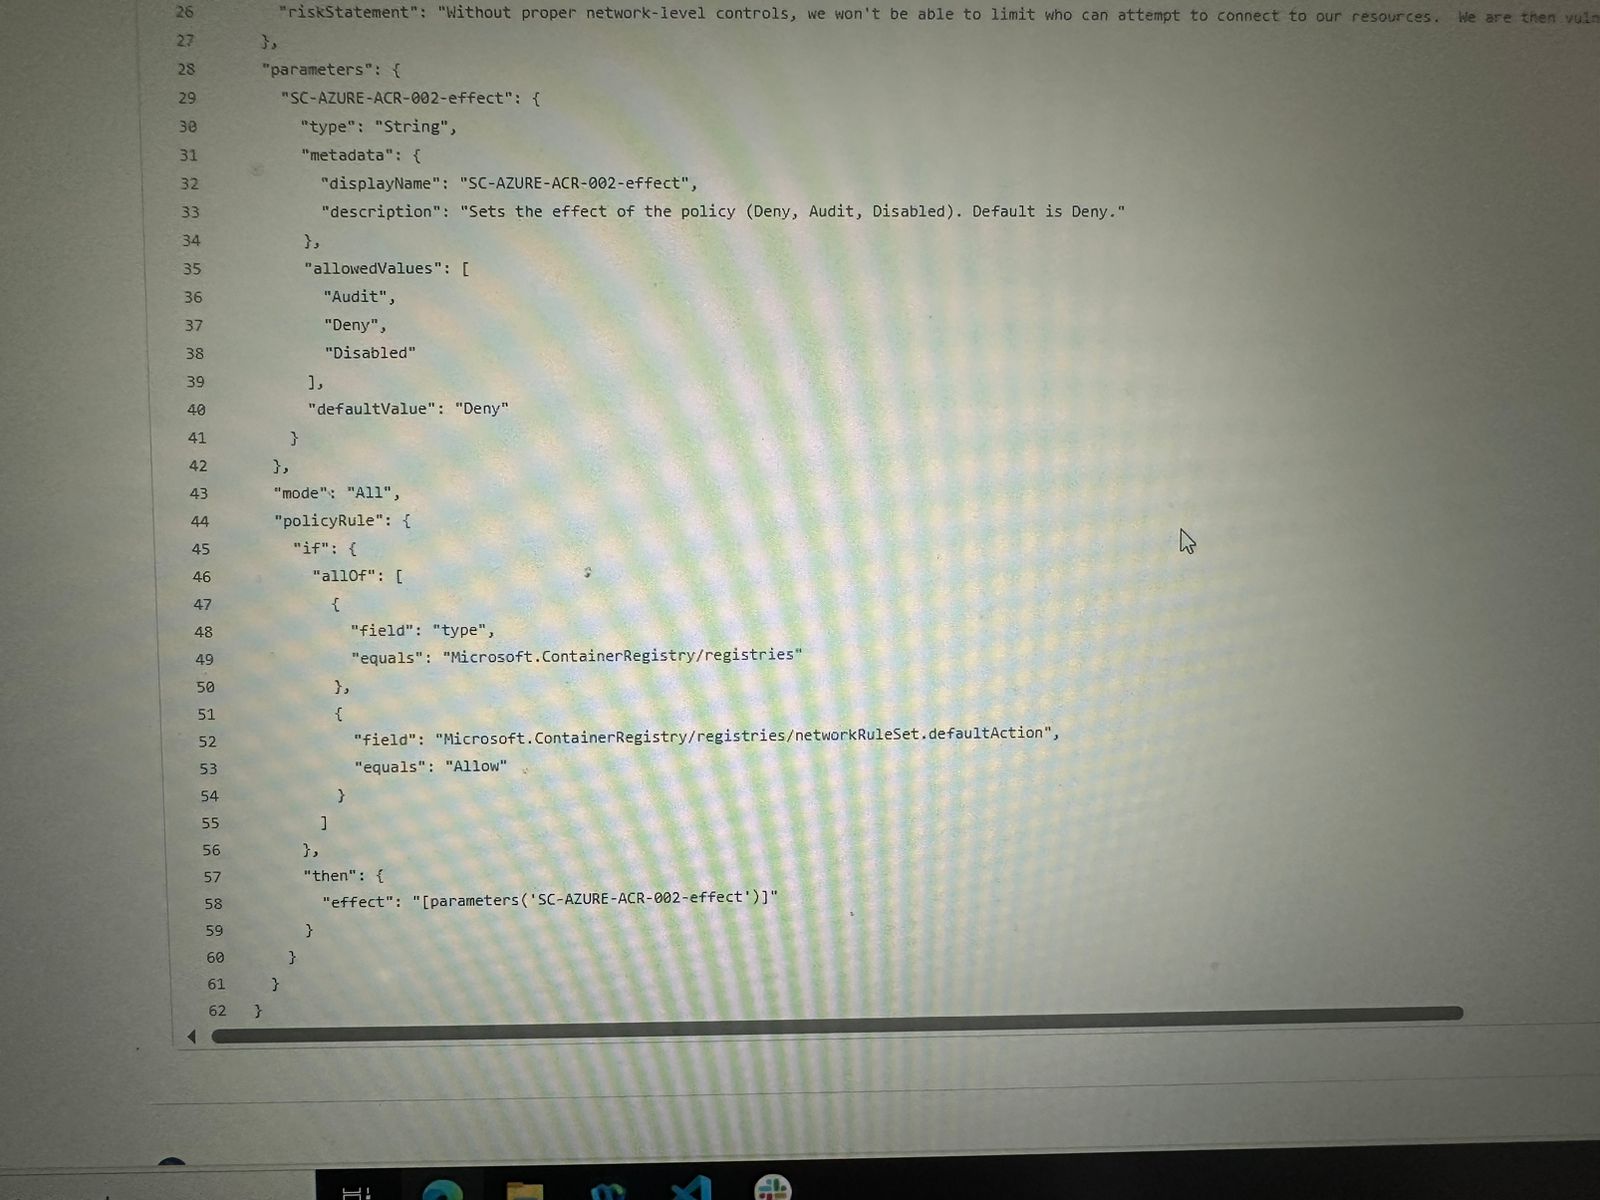 26 "riskStatement": "Without proper network-level controls, we won't be able to limit who can attempt to connect to our resources. We are then
27 },
28 "parameters": {
29 "SC-AZURE-ACR-002-effect": {
30 "type": "String",
31 "metadata": {
32 "displayName": "SC-AZURE-ACR-002-effect",
33 "description": "Sets the effect of the policy (Deny, Audit, Disabled). Default is Deny."
34 },
35 "allowedValues": [
36 "Audit",
37 "Deny",
38 "Disabled"
39 ],
40 "defaultValue": "Deny"
41 }
42 },
43 "mode": "All",
44 "policyRule": {
45 "if": {
46 "allOf": [
47 {
48 "field": "type",
49 "equals": "Microsoft.ContainerRegistry/registries"
50 },
51 {
52 "field": "Microsoft.ContainerRegistry/registries/networkRuleSet.defaultAction",
53 "equals": "Allow"
54 }
55 ]
56 },
57 "then": {
58 "effect": "[parameters('SC-AZURE-ACR-002-effect')]"
59 }
60 }
61 }
62 }